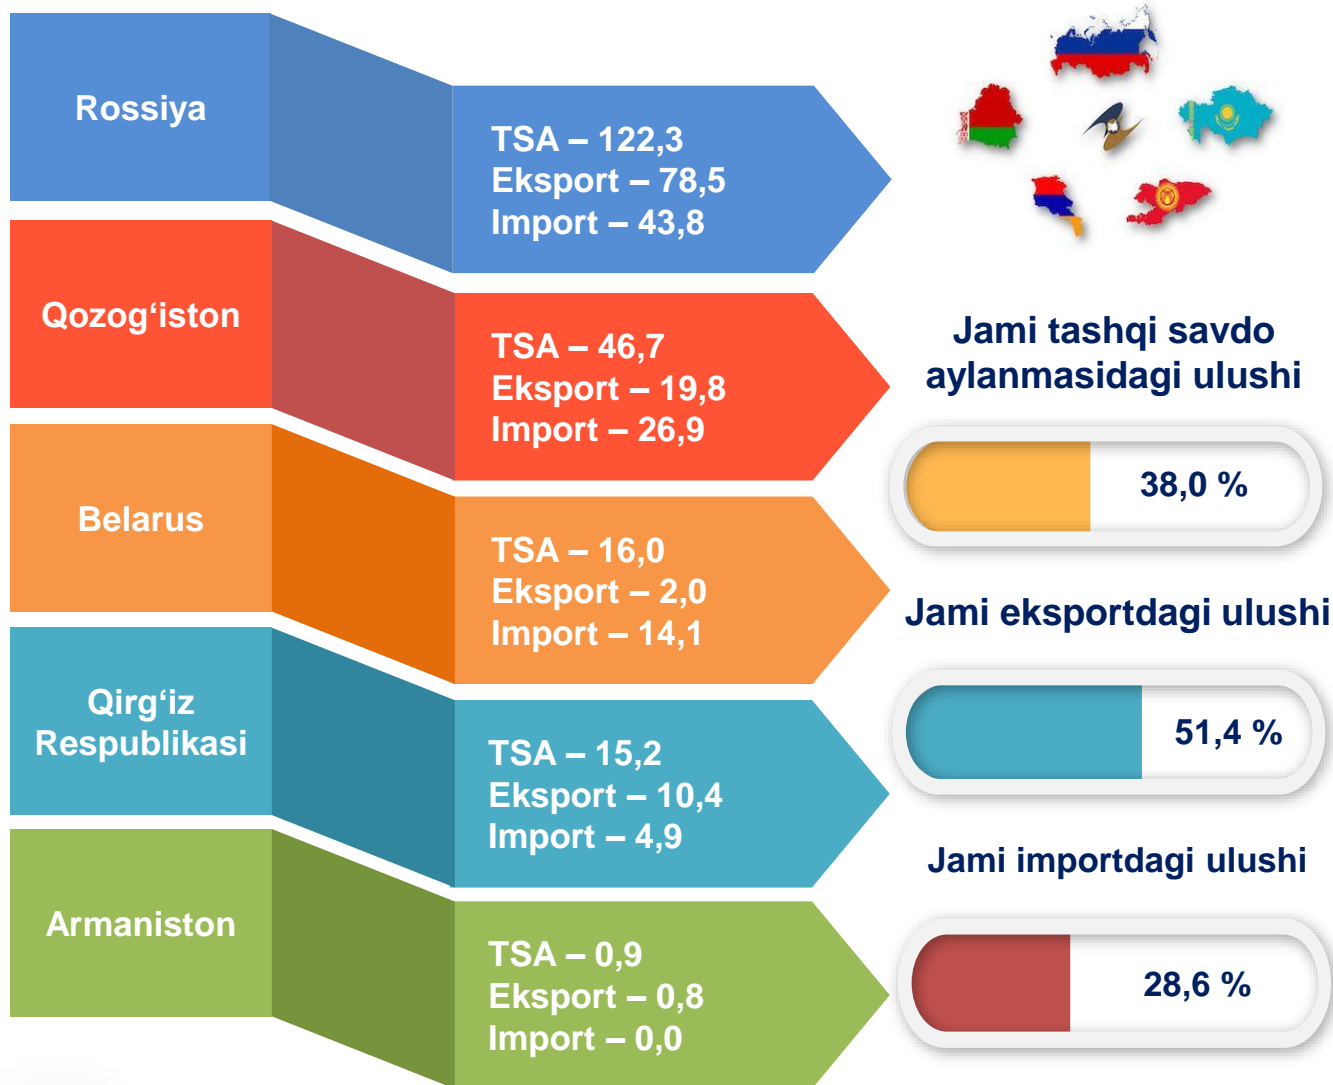 Rossiya
TSA – 122,3
Eksport – 78,5
Import – 43,8
Qozog‘iston
TSA – 46,7
Eksport – 19,8
Import – 26,9
Belarus
TSA – 16,0
Eksport – 2,0
Import – 14,1
Qirg‘iz
Respublikasi
TSA – 15,2
Eksport – 10,4
Import – 4,9
Armaniston
TSA – 0,9
Eksport – 0,8
Import – 0,0
Jami tashqi savdo
aylanmasidagi ulushi
38,0 %
Jami eksportdagi ulushi
51,4 %
Jami importdagi ulushi
28,6 %